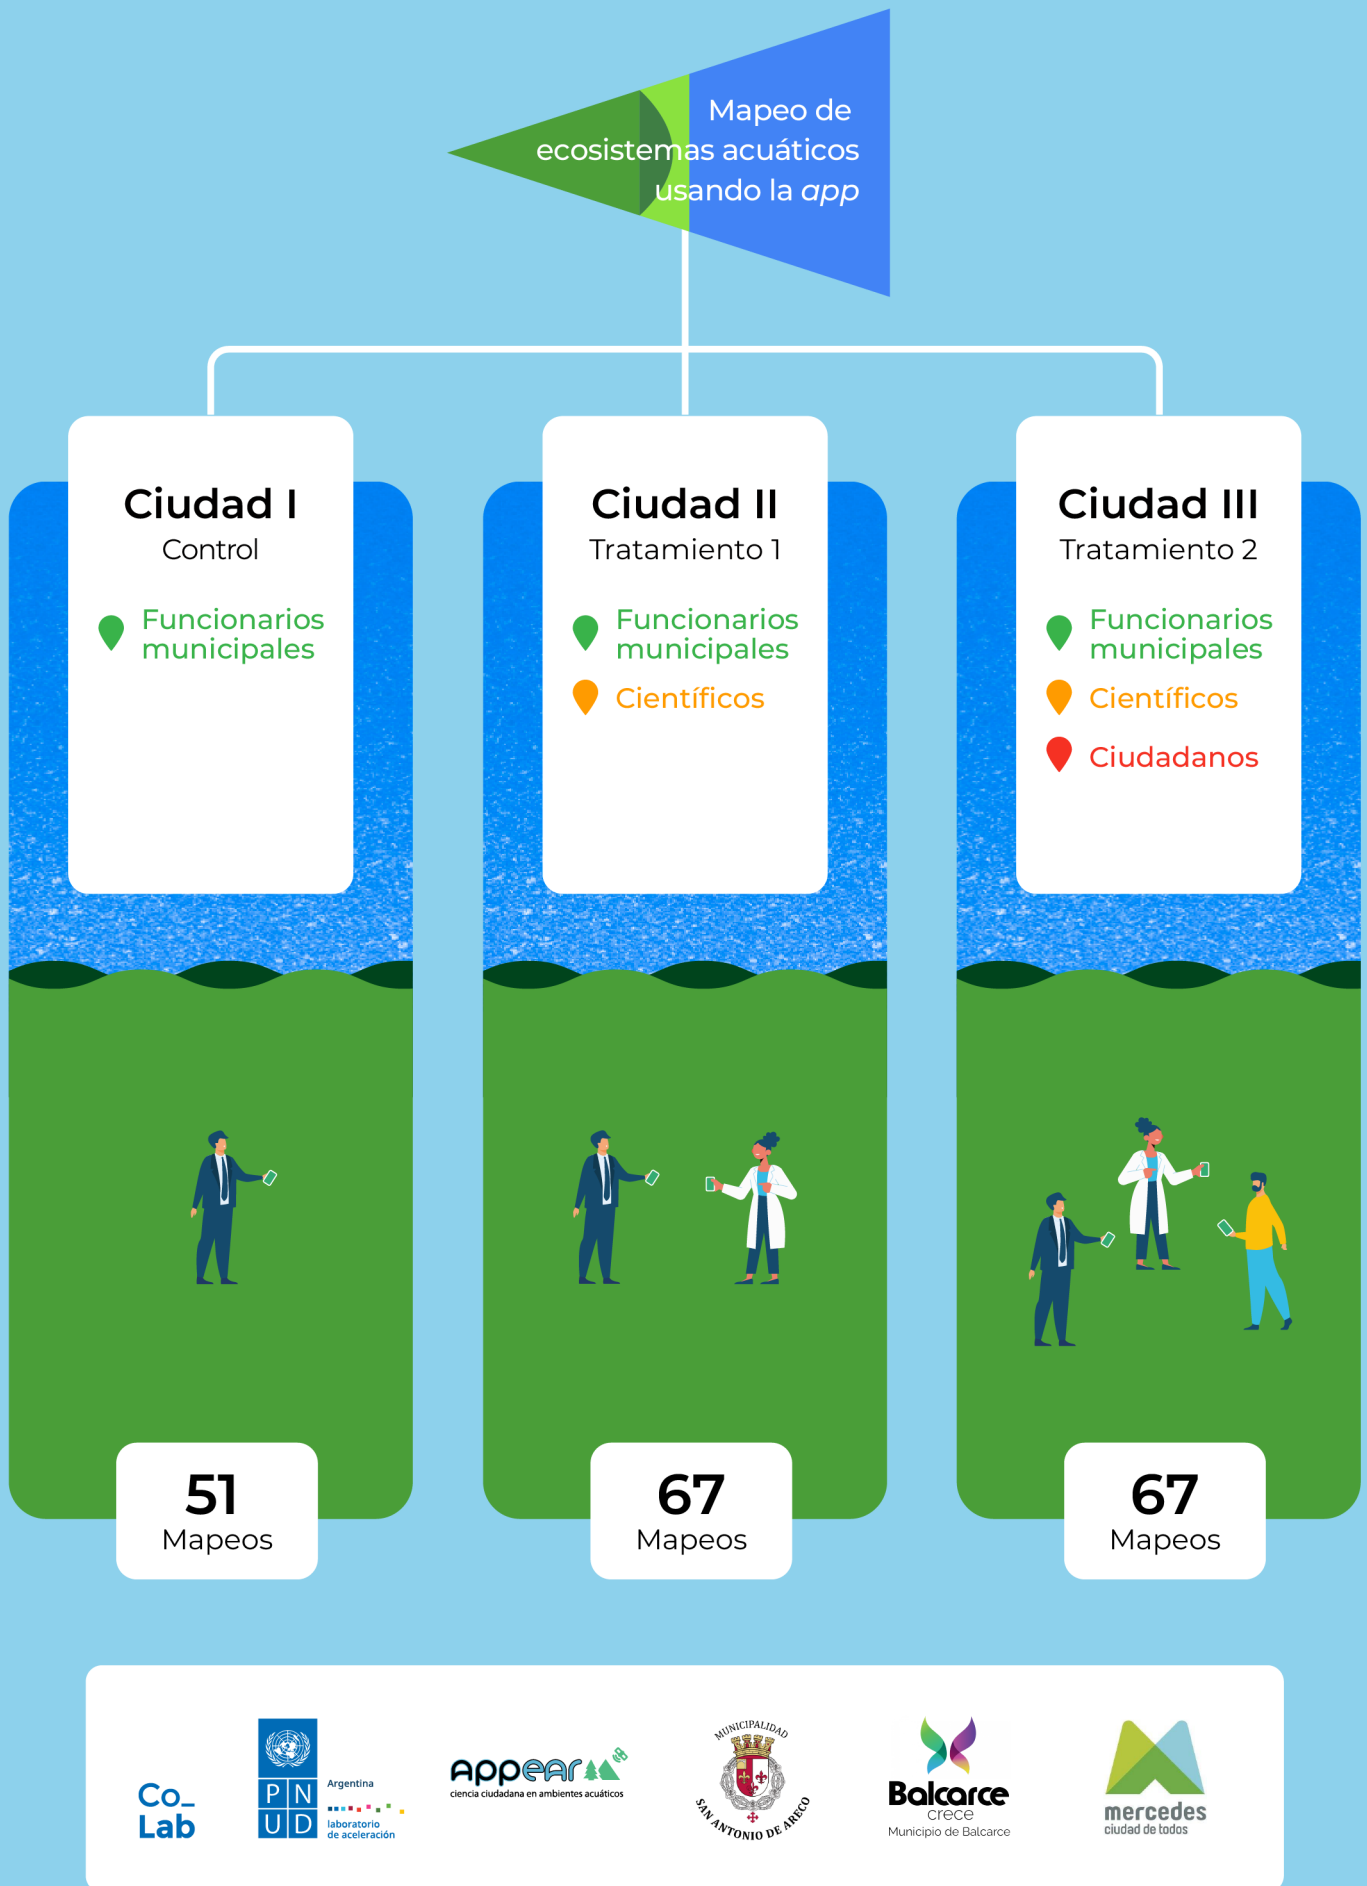 Mapeo de
ecosistemas acuáticos
usando la app
Ciudad I
Control
Funcionarios
municipales
Ciudad II
Tratamiento 1
Funcionarios
municipales
Científicos
Ciudad III
Tratamiento 2
Funcionarios
municipales
Científicos
Ciudadanos
51
Mapeos
67
Mapeos
67
Mapeos
Co_
Lab
P N
U D
Argentina
laboratorio
de aceleración
AppEAR
ciencia ciudadana en ambientes acuáticos
MUNICIPALIDAD
SAN ANTONIO DE ARECO
Balcarce
crece
Municipio de Balcarce
mercedes
ciudad de todos